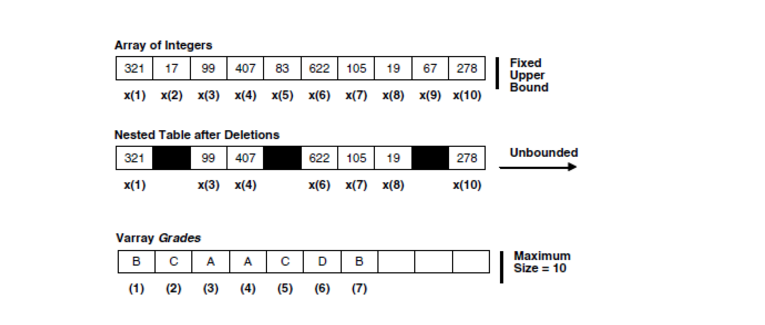 Array of Integers
321 17 99 407 83 622 105 19 67 278
x(1) x(2) x(3) x(4) x(5) x(6) x(7) x(8) x(9) x(10)
Fixed
Upper
Bound
Nested Table after Deletions
321 99 407 622 105 19 278
x(1) x(3) x(4) x(6) x(7) x(8) x(10)
Unbounded
Varray Grades
B C A A C D B
(1) (2) (3) (4) (5) (6) (7)
Maximum
Size = 10